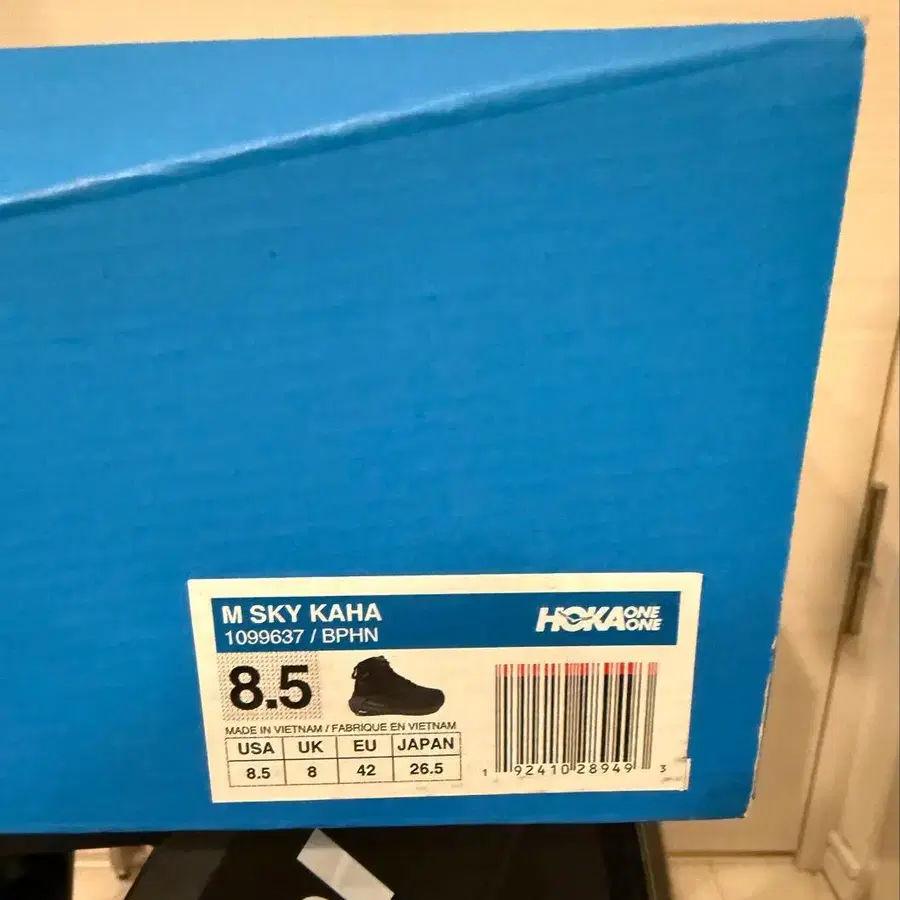 M SKY KAHA
1099637 / BPHN
HOKA ONE ONE
8.5
MADE IN VIETNAM / FABRIQUE EN VIETNAM
USA UK EU JAPAN
8.5 8 42 26.5
1 92410 28949 3